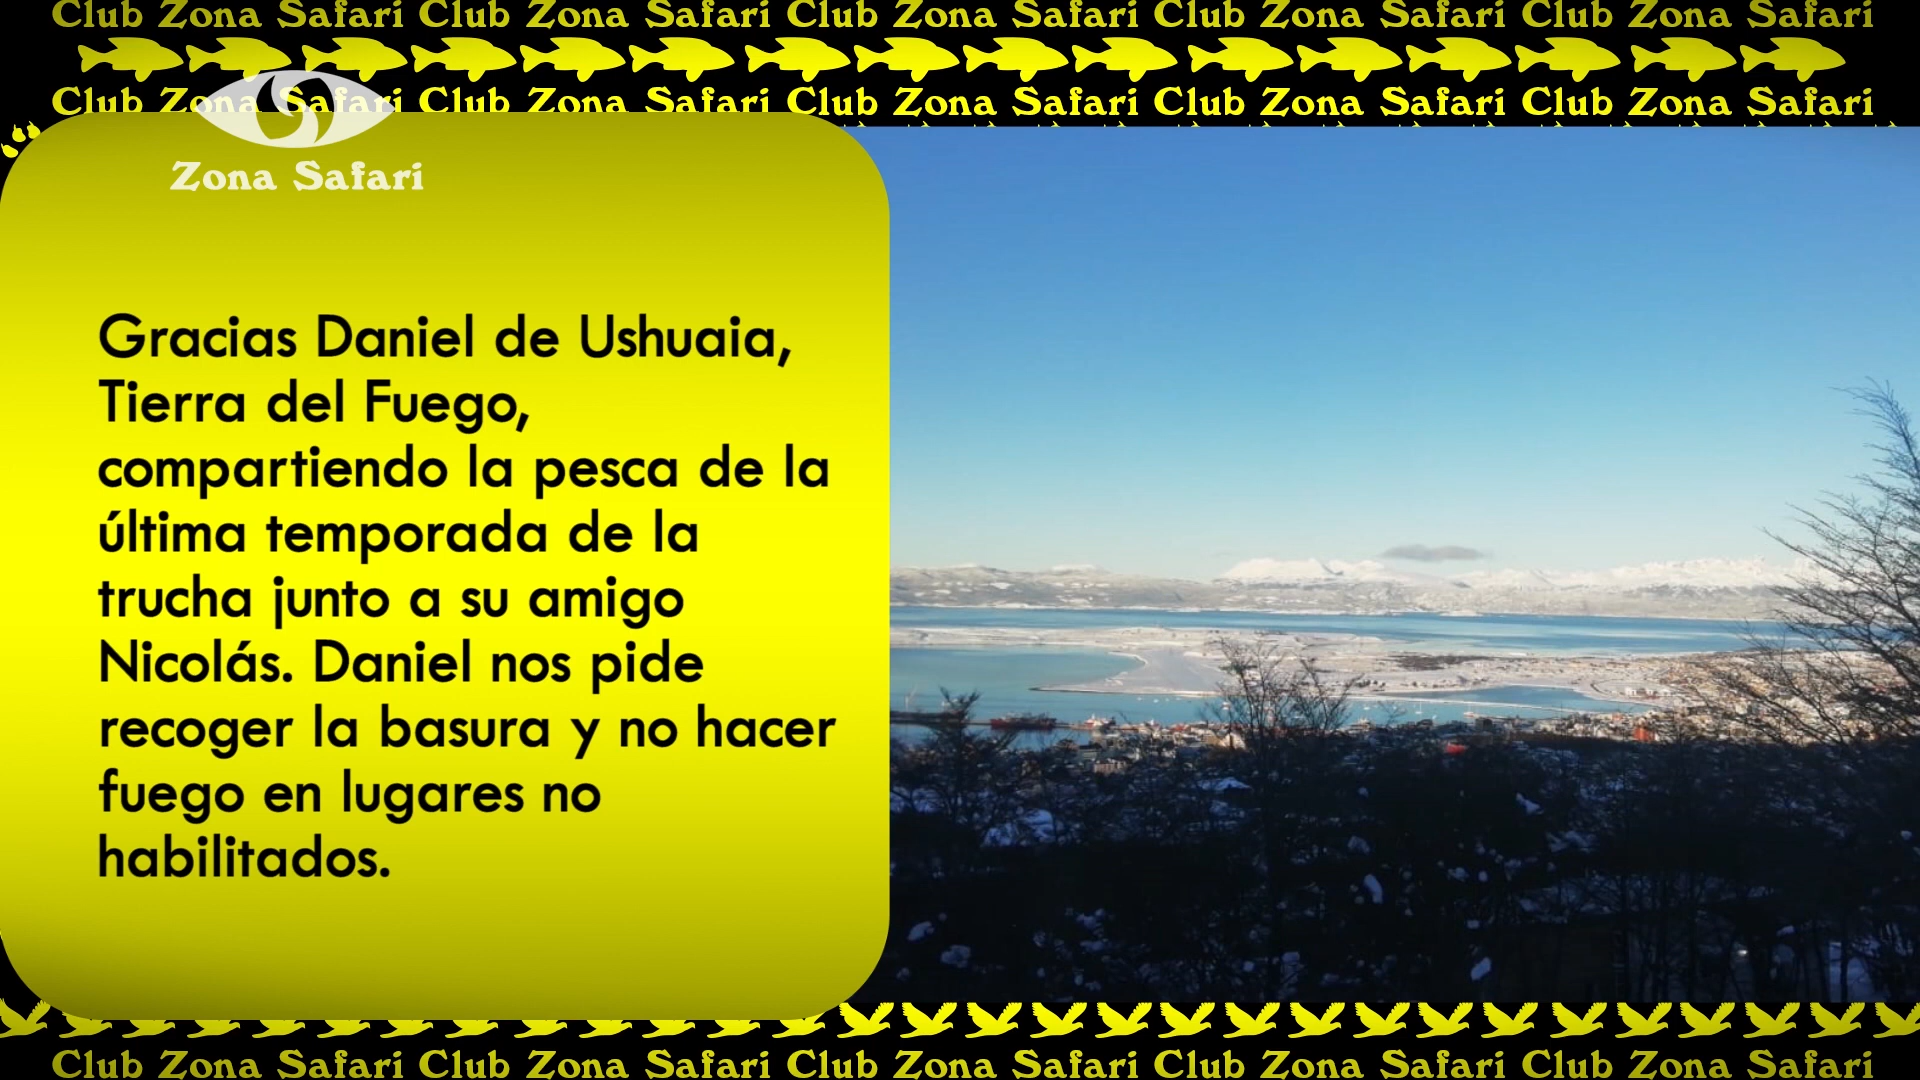 Club Zona Safari Club Zona Safari Club Zona Safari Club Zona Safari Club Zona Safari
Club Zona Safari Club Zona Safari Club Zona Safari Club Zona Safari Club Zona Safari
Zona Safari
Gracias Daniel de Ushuaia,
Tierra del Fuego,
compartiendo la pesca de la
última temporada de la
trucha junto a su amigo
Nicolás. Daniel nos pide
recoger la basura y no hacer
fuego en lugares no
habilitados.
Club Zona Safari Club Zona Safari Club Zona Safari Club Zona Safari Club Zona Safari